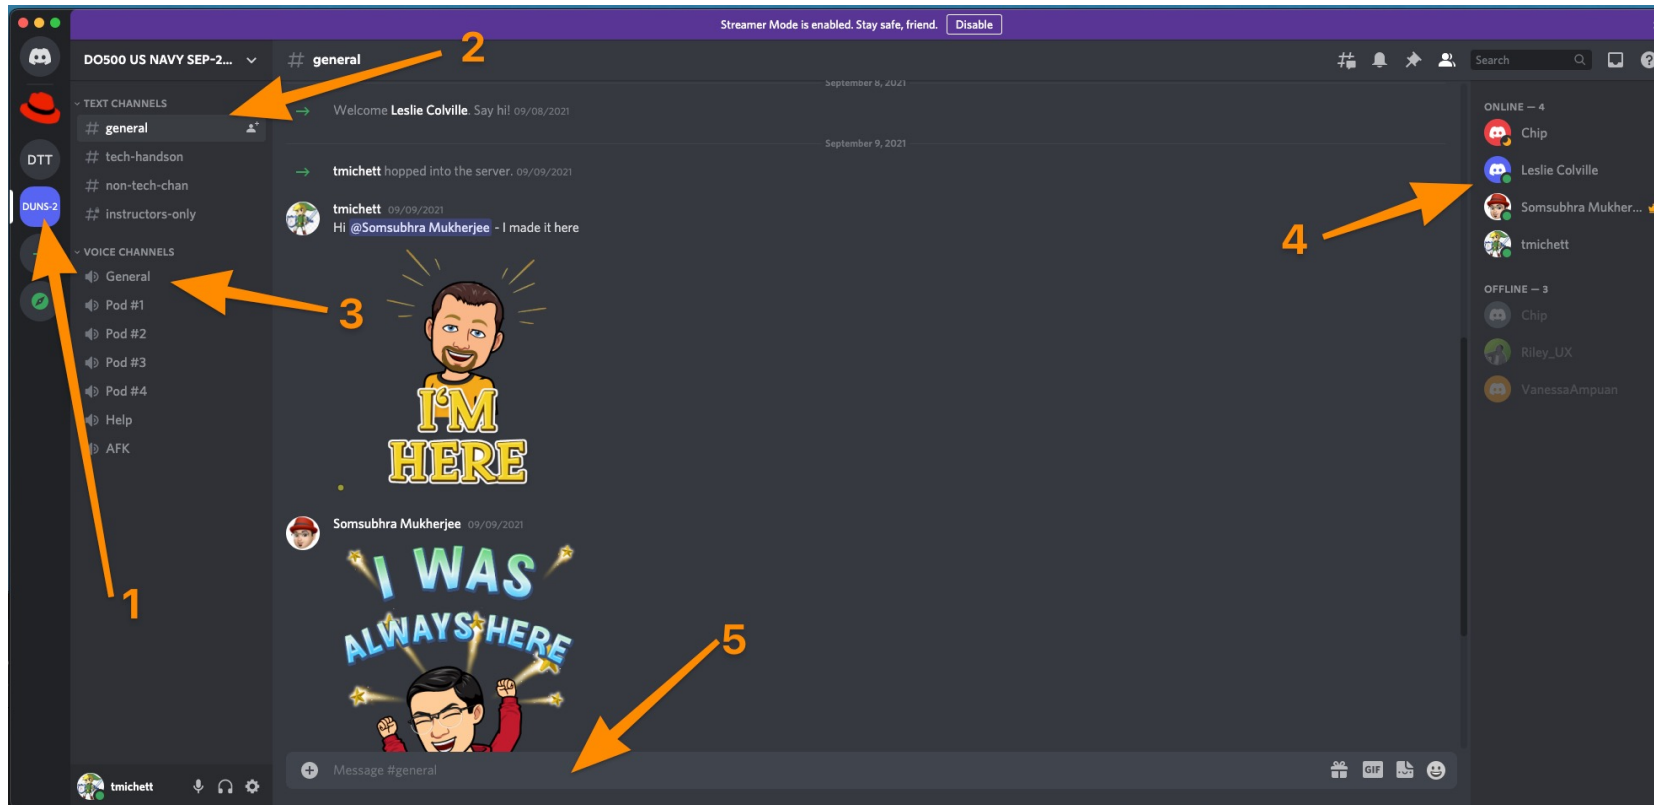 Streamer Mode is enabled. Stay safe, friend. Disable
DO500 US NAVY SEP-2...
2
# general
Search
DTT
DUNS-2
TEXT CHANNELS
general
tech-handson
non-tech-chan
instructors-only
VOICE CHANNELS
General
Pod #1
Pod #2
Pod #3
Pod #4
Help
AFK
3
1
tmichett
September 8, 2021
Welcome Leslie Colville. Say hi! 09/08/2021
September 9, 2021
tmichett hopped into the server. 09/09/2021
tmichett 09/09/2021
Hi @Somsubhra Mukherjee - I made it here
I'M
HERE
Somsubhra Mukherjee 09/09/2021
I WAS
ALWAYS HERE
5
Message #general
GIF
ONLINE — 4
Chip
Leslie Colville
4
Somsubhra Mukher...
tmichett
OFFLINE — 3
Chip
Riley_UX
VanessaAmpuan